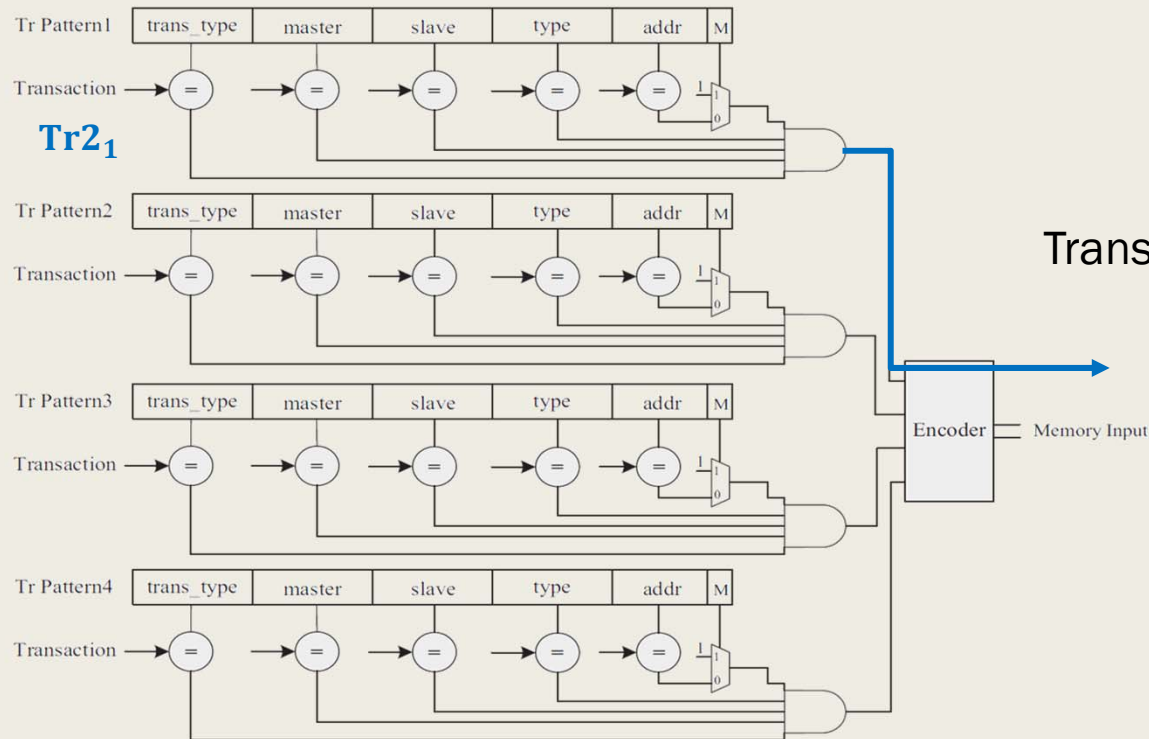 Tr Pattern1 trans_type master slave type addr M
Transaction = = = = = 1 1
0
Tr2₁
Tr Pattern2 trans_type master slave type addr M
Transaction = = = = = 1 1
0
Trans
Tr Pattern3 trans_type master slave type addr M
Transaction = = = = = 1 1
0
Encoder Memory Input
Tr Pattern4 trans_type master slave type addr M
Transaction = = = = = 1 1
0